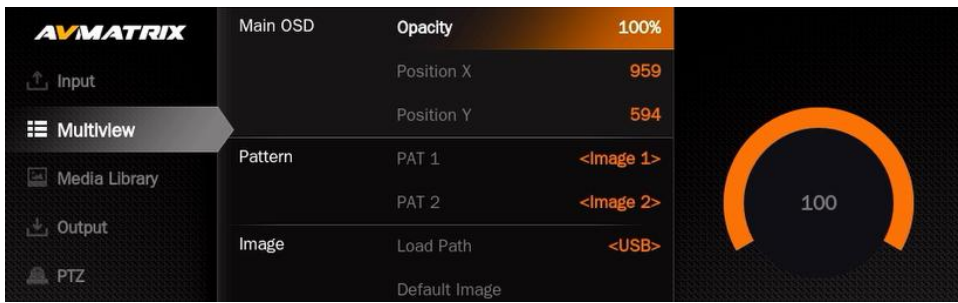 AVMATRIX
Input
Multiview
Media Library
Output
PTZ
Main OSD Opacity 100%
Position X 959
Position Y 594
Pattern PAT 1 <Image 1>
PAT 2 <Image 2>
Image Load Path <USB>
Default Image
100